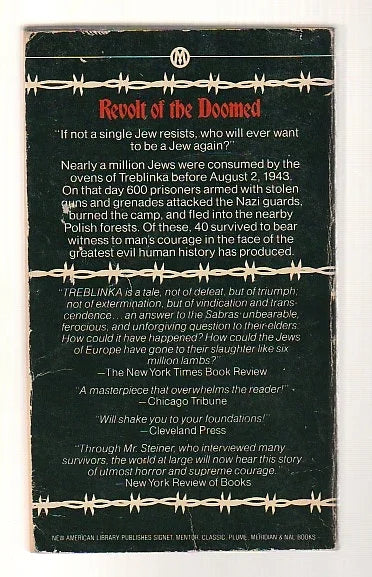 M
Revolt of the Doomed
"If not a single Jew resists, who will ever want
to be a Jew again?"
Nearly a million Jews were consumed by the
ovens of Treblinka before August 2, 1943.
On that day 600 prisoners armed with stolen
guns and grenades attacked the Nazi guards,
burned the camp, and fled into the nearby
Polish forests. Of these, 40 survived to bear
witness to man's courage in the face of the
greatest evil human history has produced.
"TREBLINKA is a tale, not of defeat, but of triumph;
not of extermination, but of vindication and trans-
cendence...an answer to the Sabras' unbearable,
ferocious, and unforgiving question to their elders:
How could it have happened? How could the Jews
of Europe have gone to their slaughter like six
million lambs?"
—The New York Times Book Review
"A masterpiece that overwhelms the reader!"
—Chicago Tribune
"Will shake you to your foundations!"
—Cleveland Press
"Through Mr. Steiner, who interviewed many
survivors, the world at large will now hear this story
of utmost horror and supreme courage."
—New York Review of Books
NEW AMERICAN LIBRARY PUBLISHES SIGNET, MENTOR, CLASSIC, PLUME, MERIDIAN & NAL BOOKS